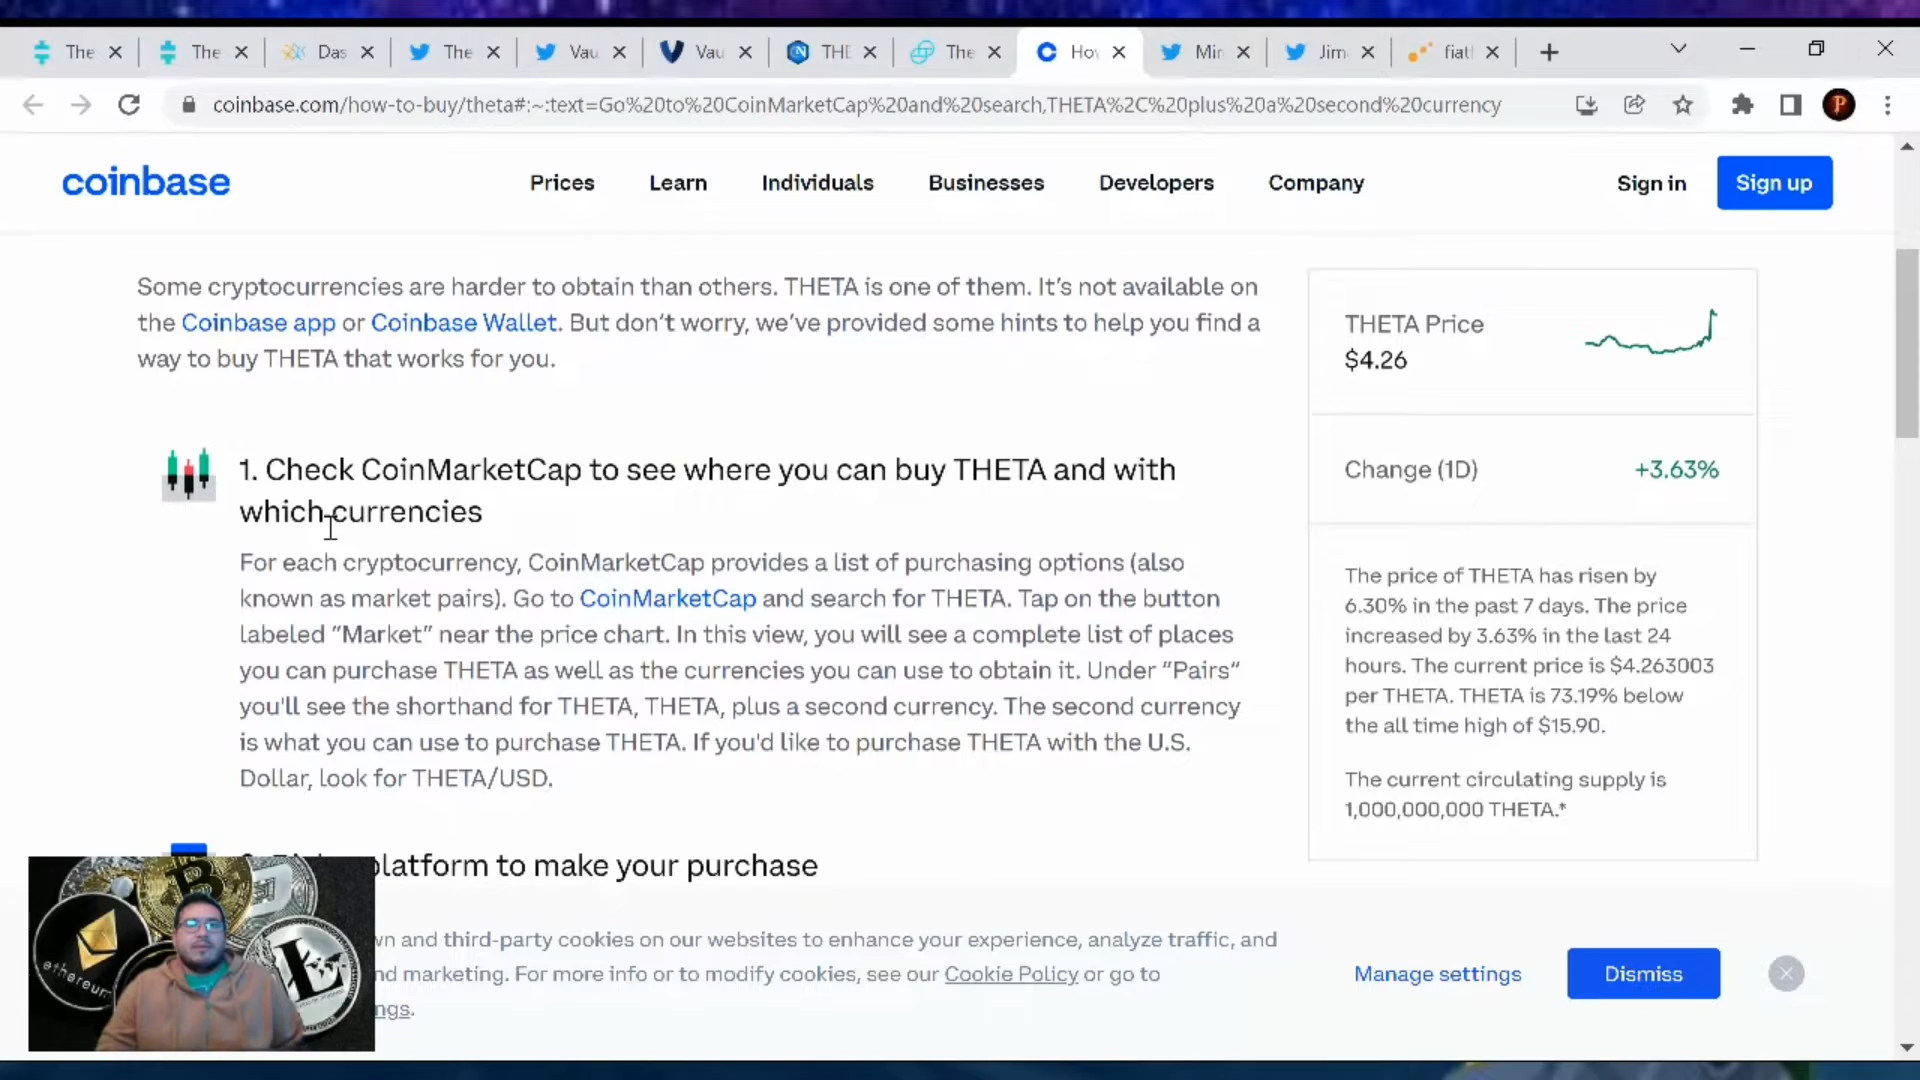 The
The
Das
The
Vau
Vau
The
Hov
Min
Jim
fiatl
coinbase.com/how-to-buy/theta#:~:text=Go%20to%20CoinMarketCap%20and%20search,THETA%2C%20plus%20a%20second%20currency
P
coinbase
Prices
Learn
Individuals
Businesses
Developers
Company
Sign in
Sign up
Some cryptocurrencies are harder to obtain than others. THETA is one of them. It’s not available on
the Coinbase app or Coinbase Wallet. But don’t worry, we’ve provided some hints to help you find a
way to buy THETA that works for you.
1. Check CoinMarketCap to see where you can buy THETA and with
which currencies
For each cryptocurrency, CoinMarketCap provides a list of purchasing options (also
known as market pairs). Go to CoinMarketCap and search for THETA. Tap on the button
labeled “Market” near the price chart. In this view, you will see a complete list of places
you can purchase THETA as well as the currencies you can use to obtain it. Under “Pairs”
you'll see the shorthand for THETA, THETA, plus a second currency. The second currency
is what you can use to purchase THETA. If you'd like to purchase THETA with the U.S.
Dollar, look for THETA/USD.
platform to make your purchase
THETA Price
$4.26
Change (1D)
+3.63%
The price of THETA has risen by
6.30% in the past 7 days. The price
increased by 3.63% in the last 24
hours. The current price is $4.263003
per THETA. THETA is 73.19% below
the all time high of $15.90.
The current circulating supply is
1,000,000,000 THETA.*
wn and third-party cookies on our websites to enhance your experience, analyze traffic, and
nd marketing. For more info or to modify cookies, see our Cookie Policy or go to
ngs.
Manage settings
Dismiss
ethereum